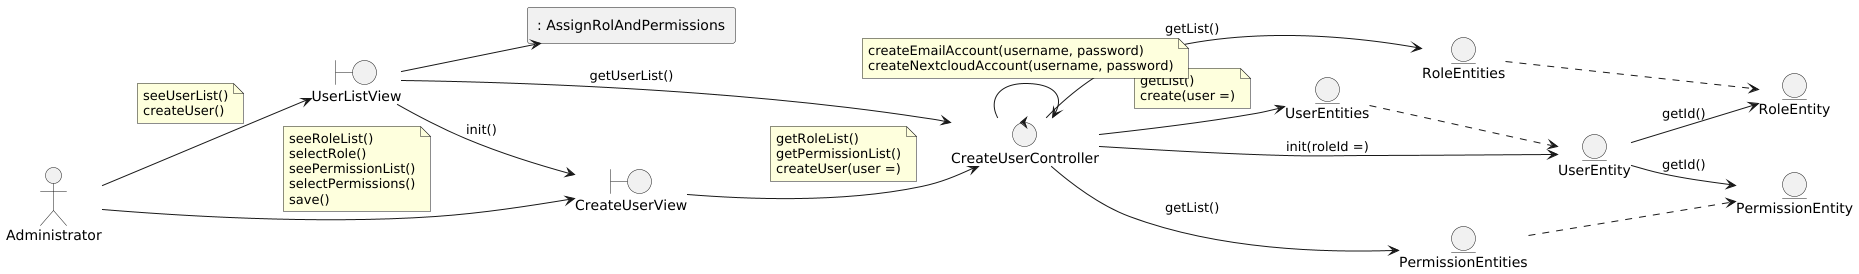 : AssignRolAndPermissions
getList()
createEmailAccount(username, password)
createNextcloudAccount(username, password)
RoleEntities
getUserList()
getList()
create(user =)
seeUserList()
createUser()
UserListView
UserEntities
RoleEntity
getId()
init()
seeRoleList()
selectRole()
seePermissionList()
selectPermissions()
save()
getRoleList()
getPermissionList()
createUser(user =)
CreateUserController
init(roleId =)
UserEntity
getId()
CreateUserView
PermissionEntity
getList()
Administrator
PermissionEntities